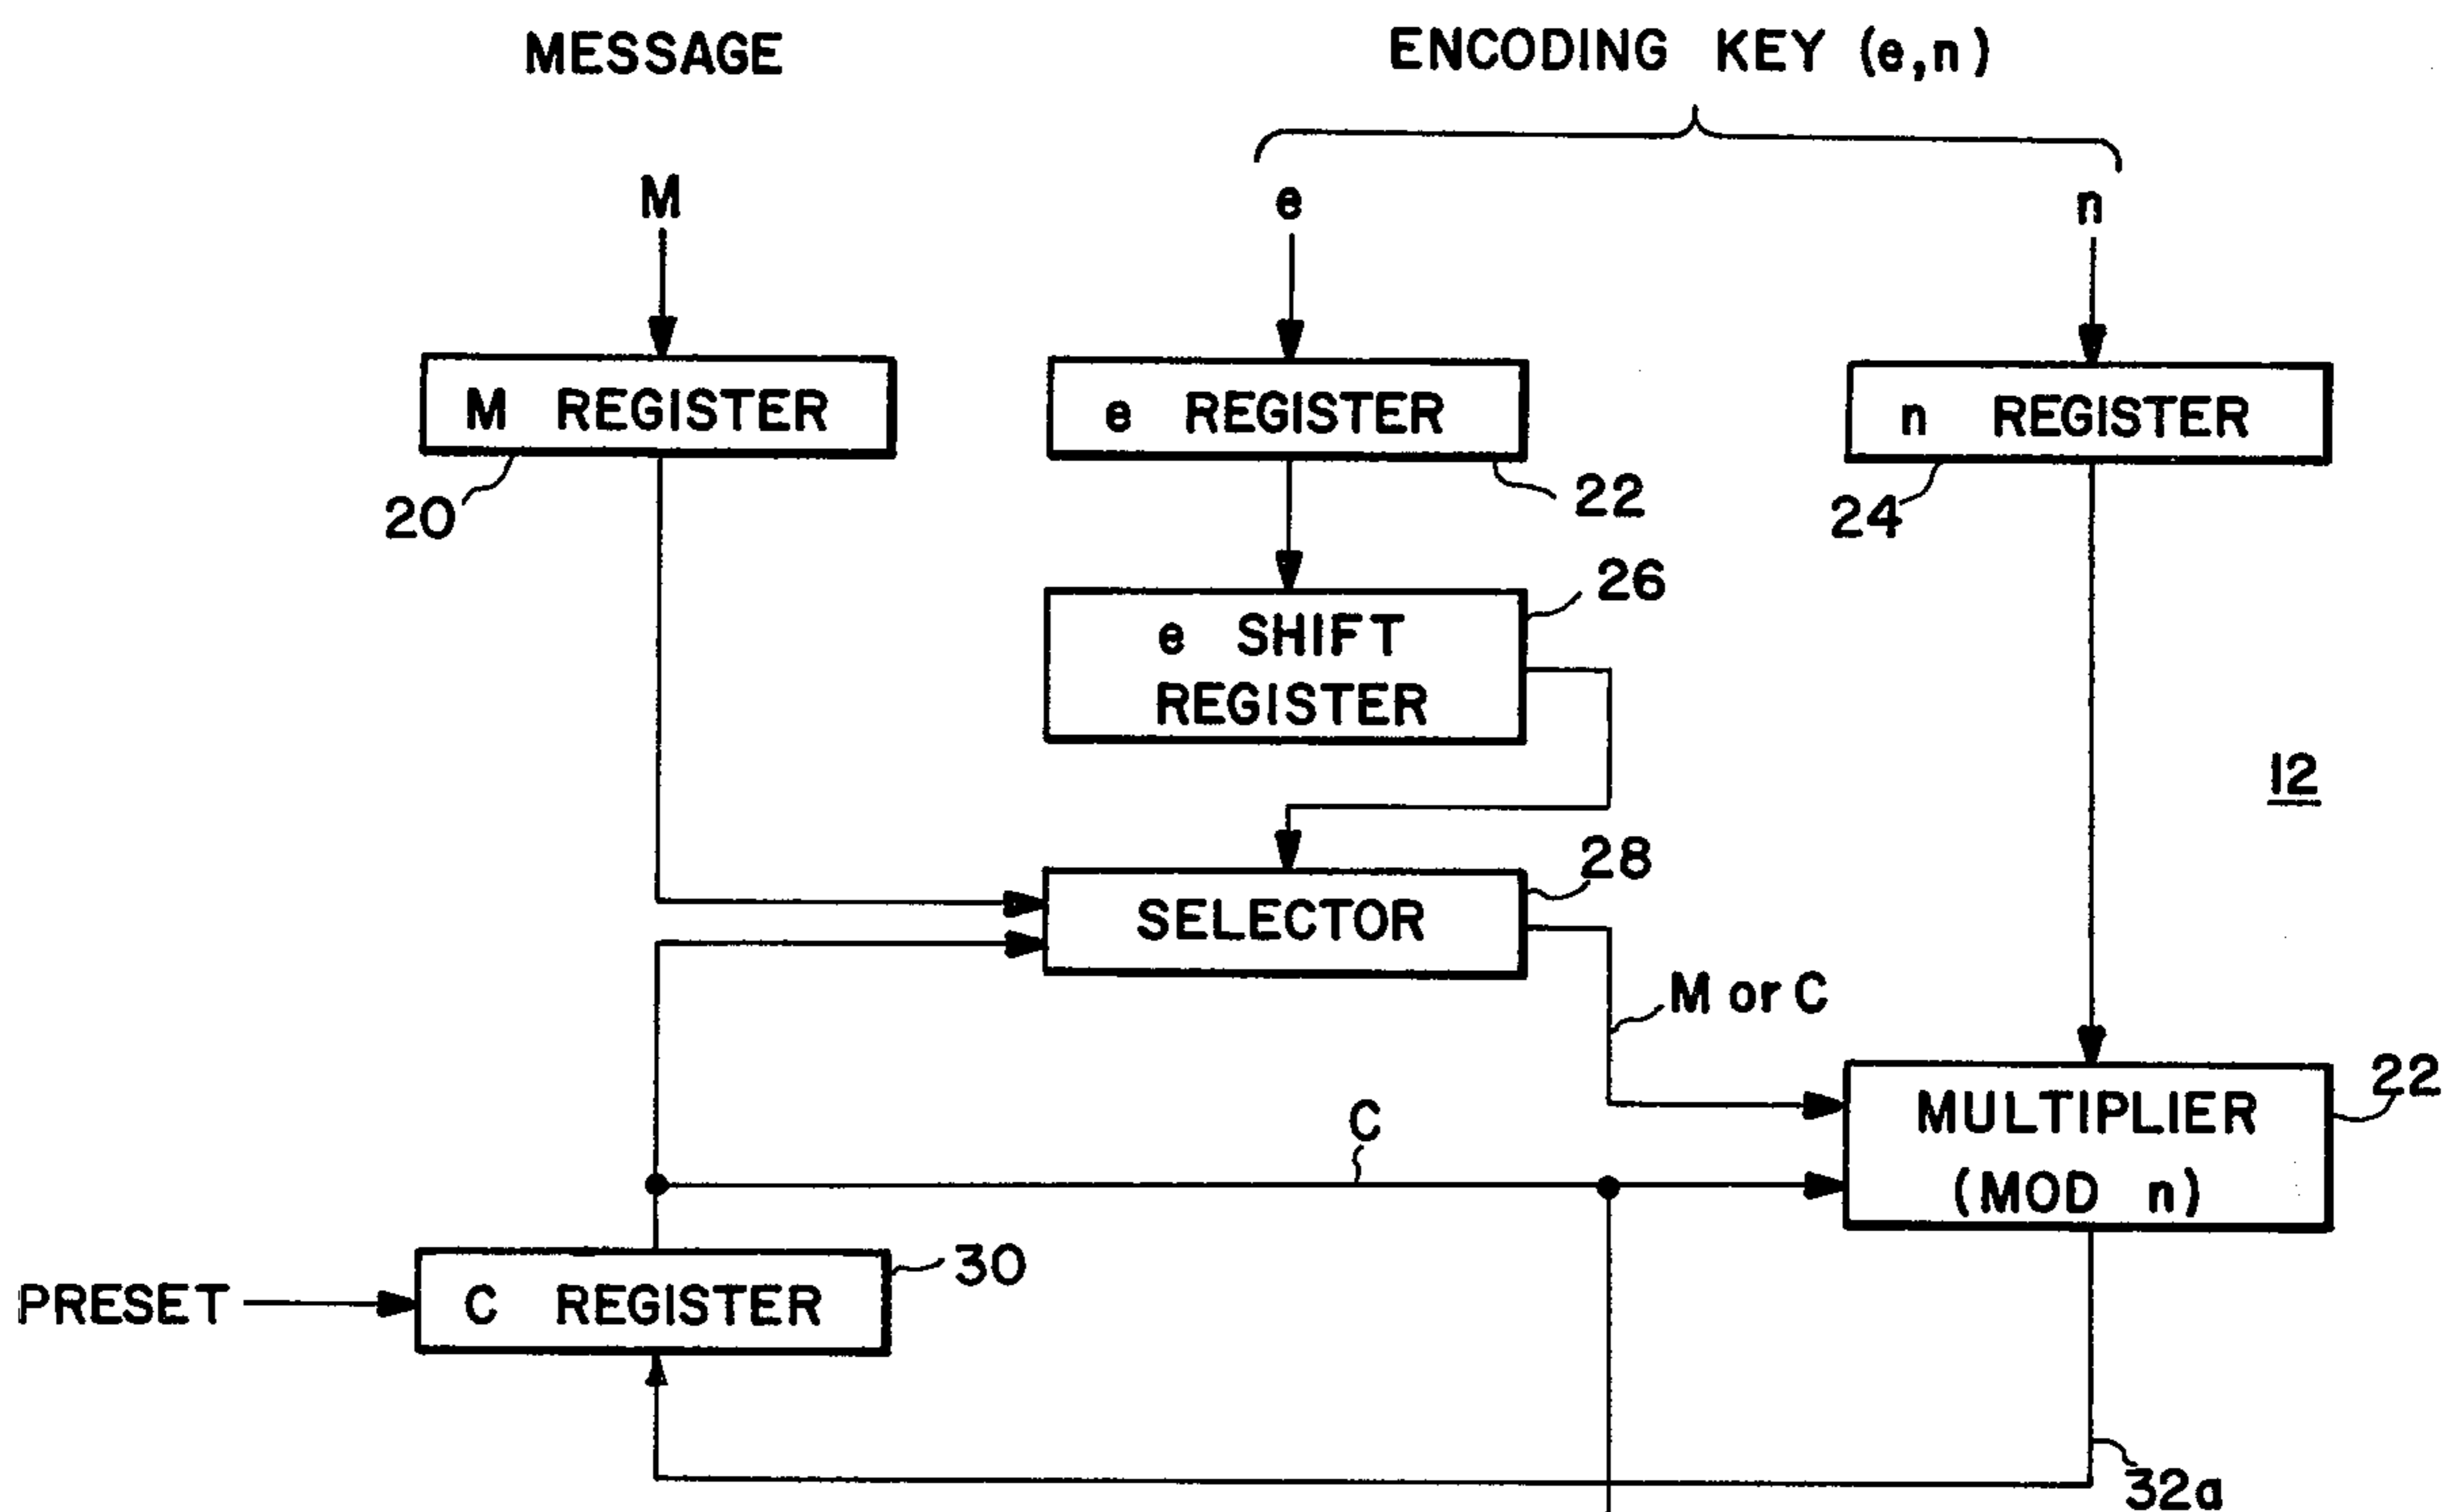 MESSAGE
ENCODING KEY (e,n)
M
e
n
M REGISTER
e REGISTER
n REGISTER
20
22
24
26
e SHIFT
REGISTER
12
28
SELECTOR
M or C
22
MULTIPLIER
(MOD n)
C
30
PRESET
C REGISTER
32a